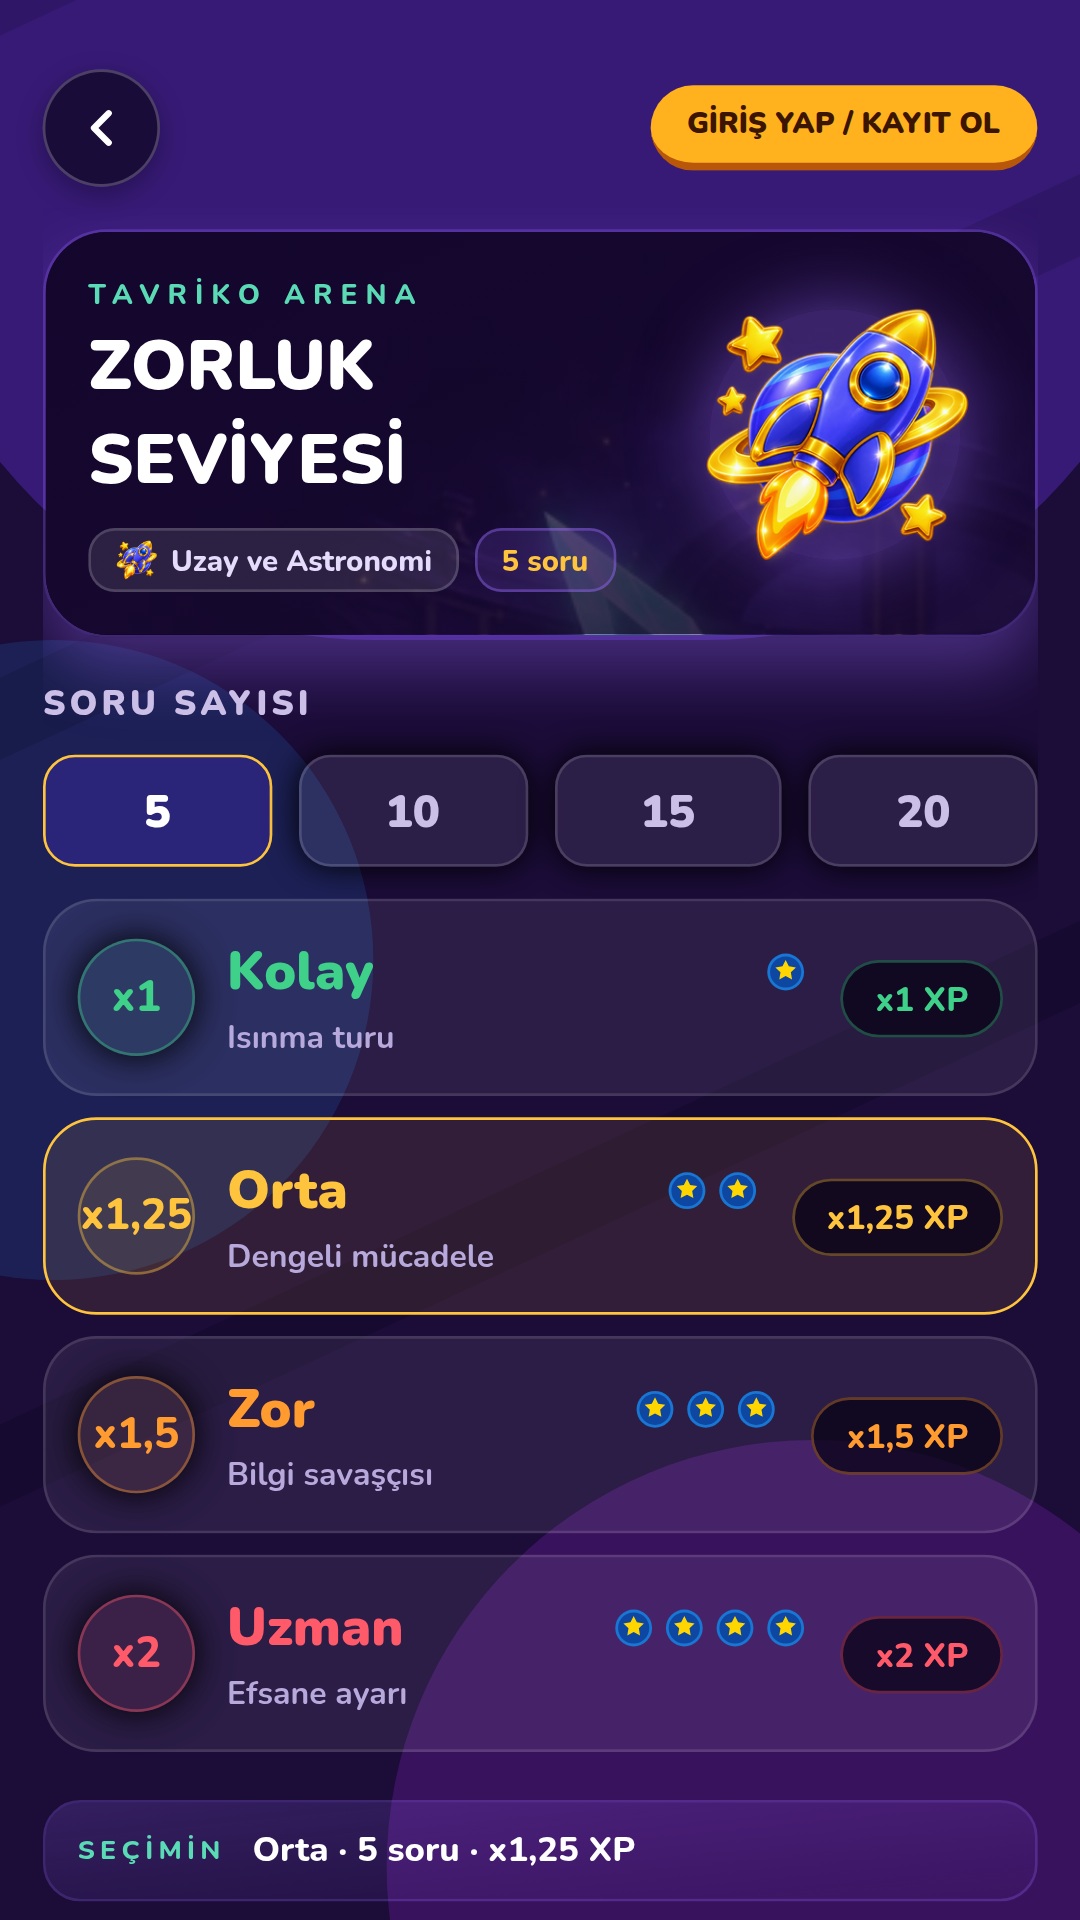 GİRİŞ YAP / KAYIT OL
TAVRİKO ARENA
ZORLUK
SEVİYESİ
Uzay ve Astronomi
5 soru
SORU SAYISI
5
10
15
20
x1
Kolay
Isınma turu
x1 XP
x1,25
Orta
Dengeli mücadele
x1,25 XP
x1,5
Zor
Bilgi savaşçısı
x1,5 XP
x2
Uzman
Efsane ayarı
x2 XP
SEÇİMİN
Orta · 5 soru · x1,25 XP